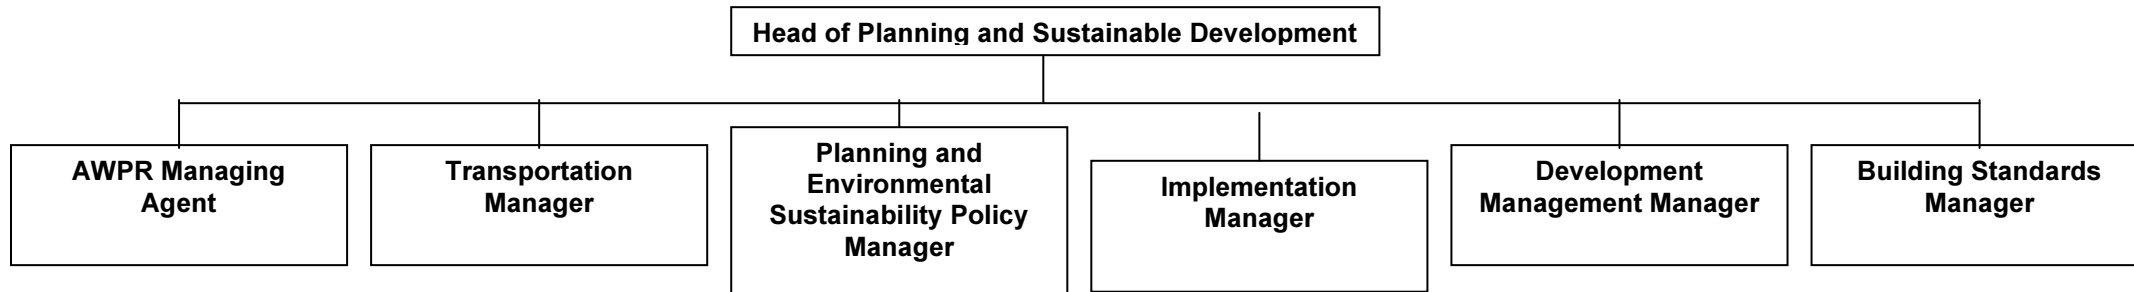 Head of Planning and Sustainable Development
AWPR Managing
Agent
Transportation
Manager
Planning and
Environmental
Sustainability Policy
Manager
Implementation
Manager
Development
Management Manager
Building Standards
Manager